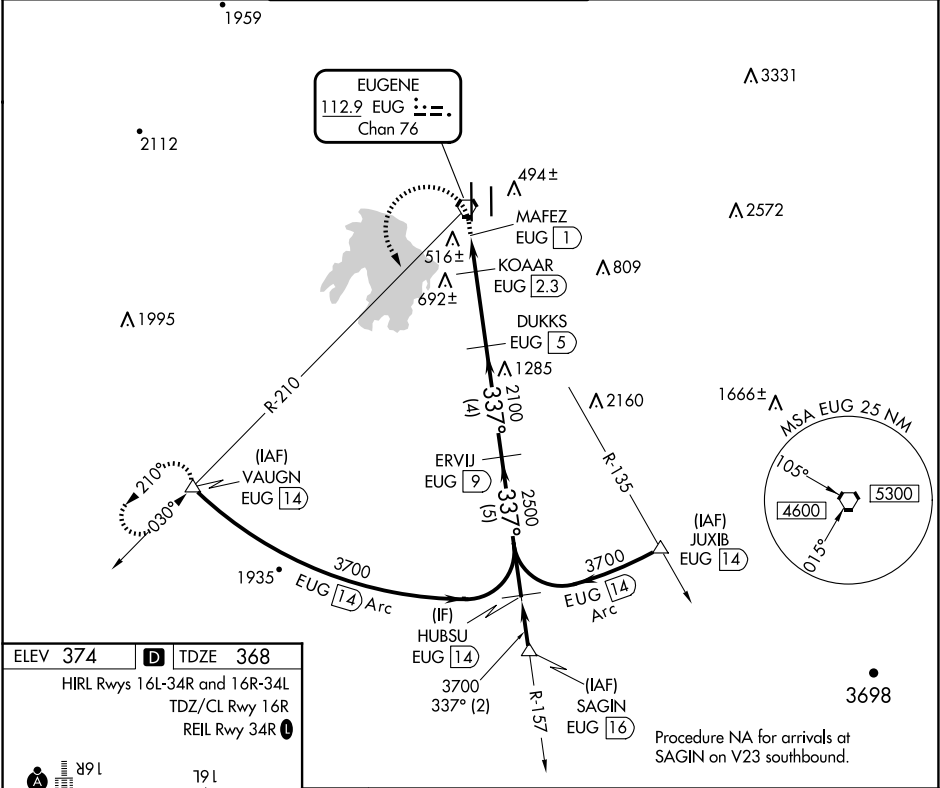 1959
3331
EUGENE
112.9 EUG
Chan 76
2112
494±
2572
MAFEZ
EUG 1
516±
KOAAR
EUG 2.3
809
692±
1995
DUKKS
EUG 5
1285
2100
337°
(4)
2160
1666±
MSA EUG 25 NM
105°
4600
5300
015°
R-210
R-135
(IAF)
VAUGN
EUG 14
210°
030°
ERVIJ
EUG 9
2500
337°
(5)
(IAF)
JUXIB
EUG 14
1935
3700
EUG 14 Arc
3700
EUG 14
Arc
(IF)
HUBSU
EUG 14
3700
337° (2)
R-157
(IAF)
SAGIN
EUG 16
3698
Procedure NA for arrivals at
SAGIN on V23 southbound.
ELEV 374 D TDZE 368
HIRL Rwys 16L-34R and 16R-34L
TDZ/CL Rwy 16R
REIL Rwy 34R L
A
16R
16L